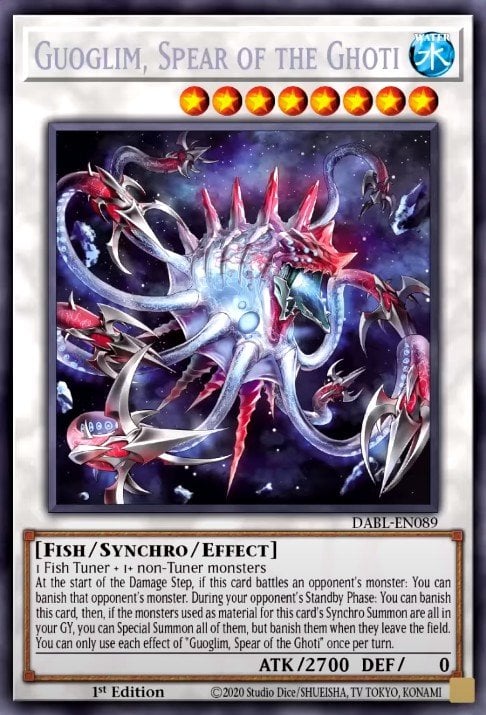 GUOGLIM, SPEAR OF THE GHOTI
WATER
水
DABL-EN089
[FISH/SYNCHRO/EFFECT]
1 Fish Tuner + 1+ non-Tuner monsters
At the start of the Damage Step, if this card battles an opponent's monster: You can
banish that opponent's monster. During your opponent's Standby Phase: You can banish
this card, then, if the monsters used as material for this card's Synchro Summon are all in
your GY, you can Special Summon all of them, but banish them when they leave the field.
You can only use each effect of "Guoglim, Spear of the Ghoti" once per turn.
ATK/2700 DEF/ 0
1st Edition ©2020 Studio Dice/SHUEISHA, TV TOKYO, KONAMI